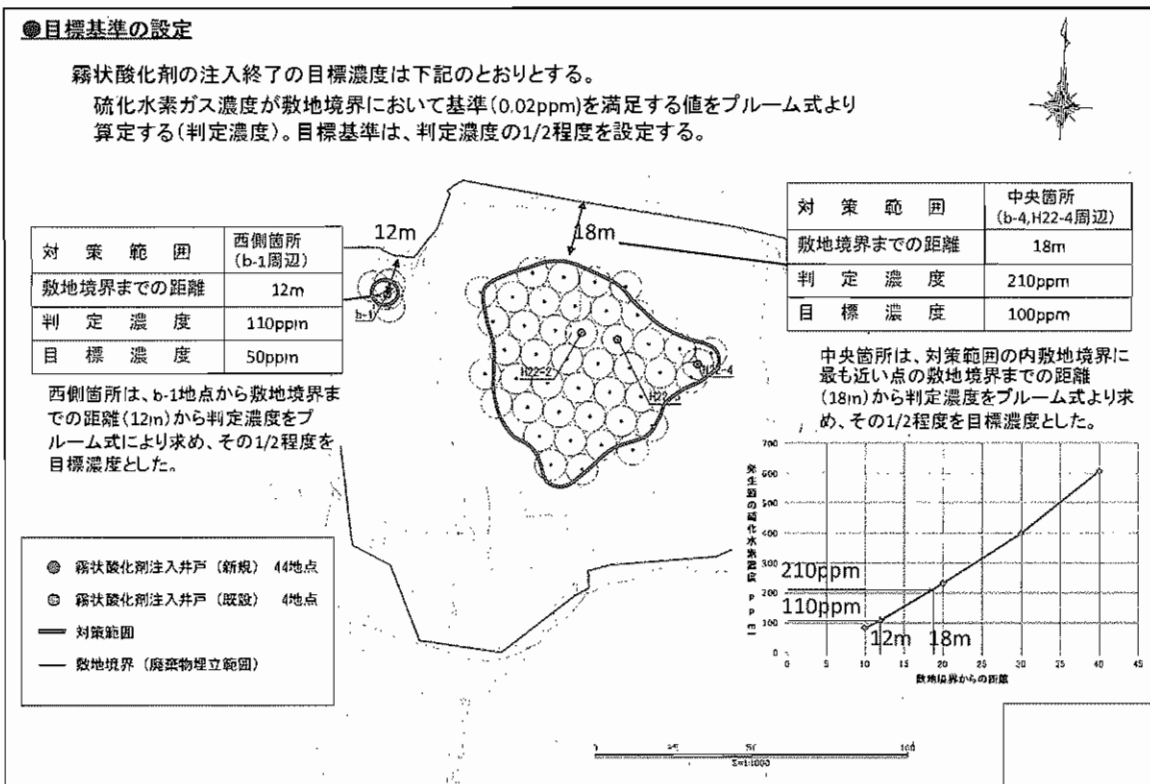 ●目標基準の設定
霧状酸化剤の注入終了の目標濃度は下記のとおりとする。
硫化水素ガス濃度が敷地境界において基準(0.02ppm)を満足する値をプルーム式より
算定する(判定濃度)。目標基準は、判定濃度の1/2程度を設定する。
対策範囲 西側箇所
(b-1周辺)
敷地境界までの距離 12m
判定濃度 110ppm
目標濃度 50ppm
西側箇所は、b-1地点から敷地境界ま
での距離(12m)から判定濃度をプ
ルーム式により求め、その1/2程度を
目標濃度とした。
12m
18m
b-1
H22-2
H22-4
対策範囲 中央箇所
(b-4,H22-4周辺)
敷地境界までの距離 18m
判定濃度 210ppm
目標濃度 100ppm
中央箇所は、対策範囲の内敷地境界に
最も近い点の敷地境界までの距離
(18m)から判定濃度をプルーム式より求
め、その1/2程度を目標濃度とした。
700
600
500
400
300
200
100
0
発生源の硫化水素濃度 ppm
210ppm
110ppm
12m
18m
0 5 10 15 20 25 30 35 40 45
敷地境界からの距離
霧状酸化剤注入井戸(新規) 44地点
霧状酸化剤注入井戸(既設) 4地点
対策範囲
敷地境界(廃棄物埋立範囲)
0 25 50 100
S=1:1000